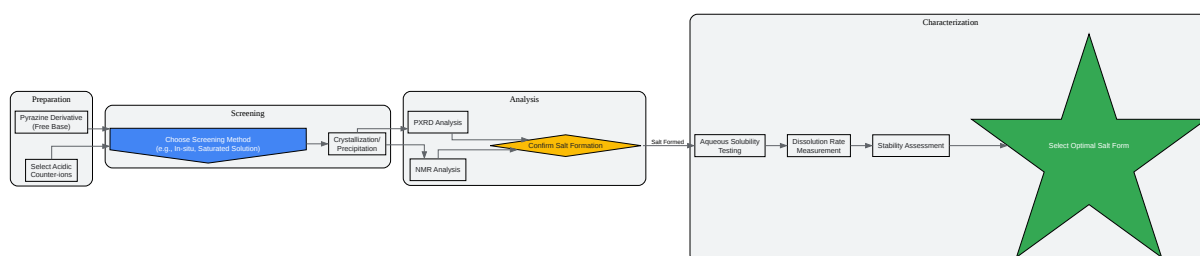 Preparation
Pyrazine Derivative
(Free Base)
Select Acidic
Counter-ions
Screening
Choose Screening Method
(e.g., In-situ, Saturated Solution)
Crystallization/
Precipitation
Analysis
PXRD Analysis
NMR Analysis
Confirm Salt Formation
Salt Formed
Characterization
Aqueous Solubility
Testing
Dissolution Rate
Measurement
Stability Assessment
Select Optimal Salt Form